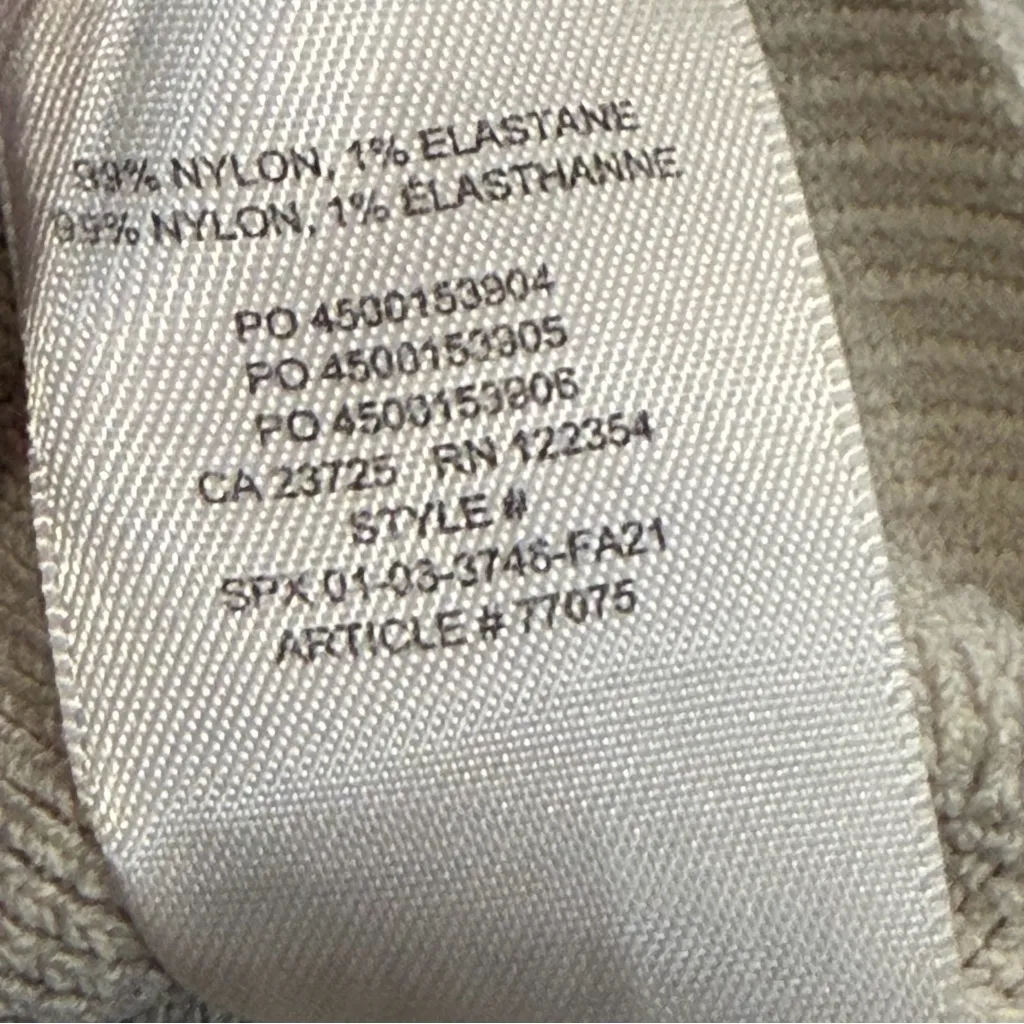 99% NYLON, 1% ELASTANE
99% NYLON, 1% ÉLASTHANNE
PO 4500153904
PO 4500153905
PO 4500153906
CA 23725 RN 122354
STYLE #
SPX 01-03-3746-FA21
ARTICLE # 77075